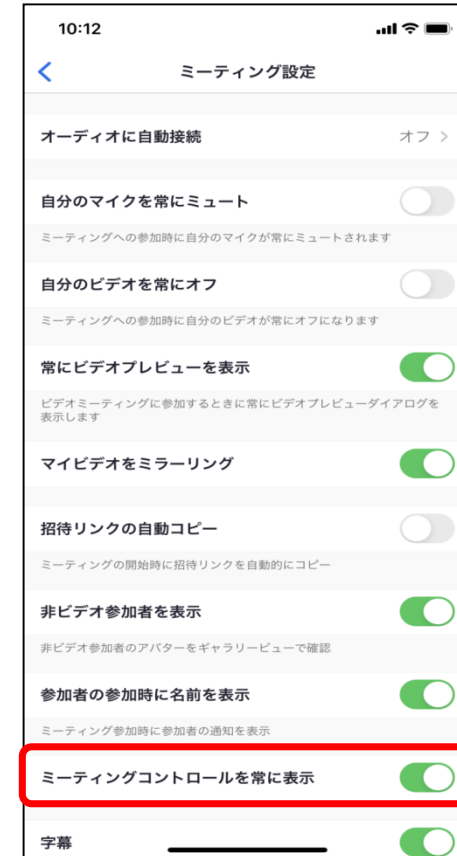 10:12
ミーティング設定
オーディオに自動接続 オフ
自分のマイクを常にミュート
ミーティングへの参加時に自分のマイクが常にミュートされます
自分のビデオを常にオフ
ミーティングへの参加時に自分のビデオが常にオフになります
常にビデオプレビューを表示
ビデオミーティングに参加するときに常にビデオプレビューダイアログを
表示します
マイビデオをミラーリング
招待リンクの自動コピー
ミーティングの開始時に招待リンクを自動的にコピー
非ビデオ参加者を表示
非ビデオ参加者のアバターをギャラリービューで確認
参加者の参加時に名前を表示
ミーティング参加時に参加者の通知を表示
ミーティングコントロールを常に表示
字幕